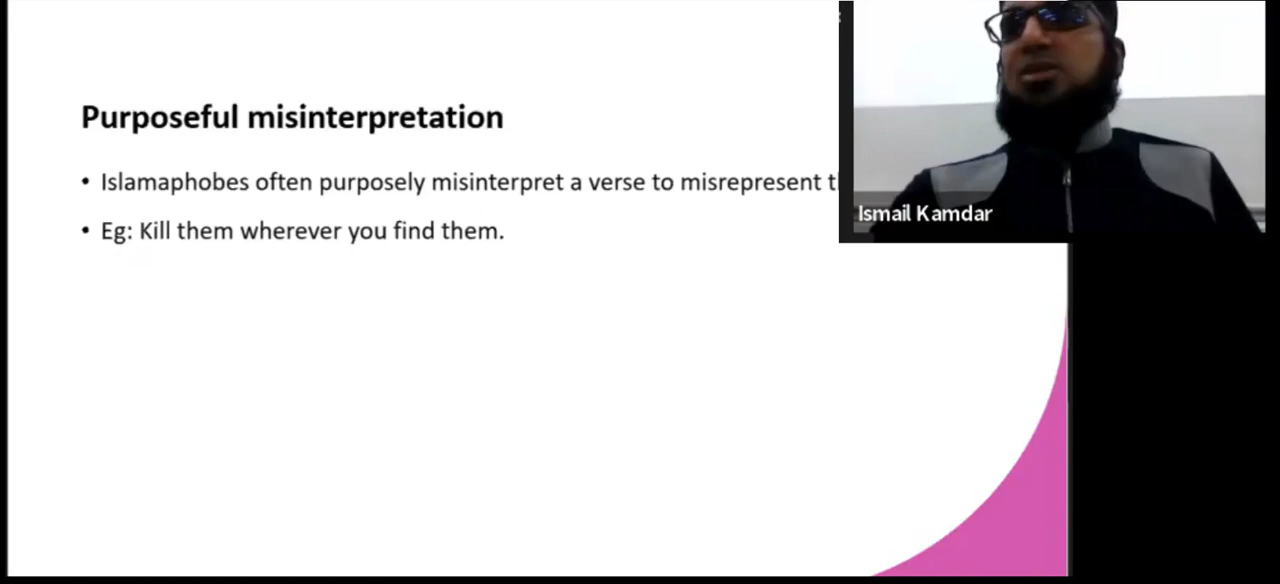 Purposeful misinterpretation
• Islamaphobes often purposely misinterpret a verse to misrepresent
• Eg: Kill them wherever you find them.
Ismail Kamdar